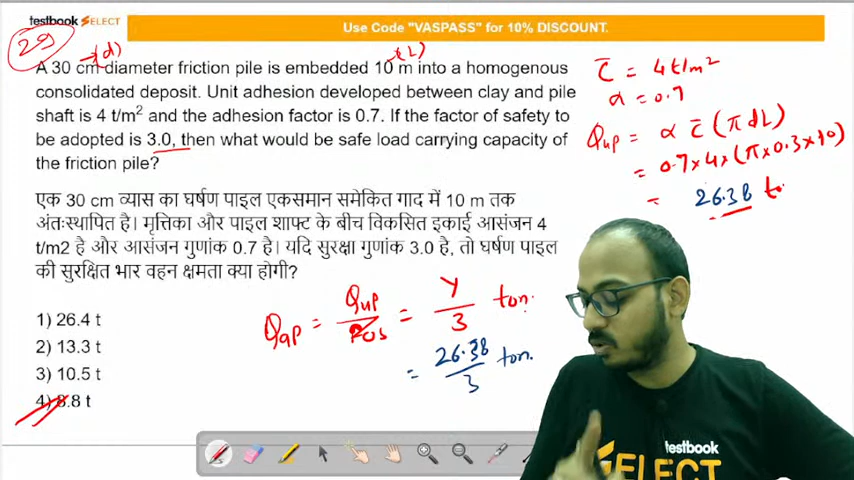 testbook SELECT
Use Code "VASPASS" for 10% DISCOUNT.
29
(d)
(L)
A 30 cm diameter friction pile is embedded 10 m into a homogenous
consolidated deposit. Unit adhesion developed between clay and pile
shaft is 4 t/m² and the adhesion factor is 0.7. If the factor of safety to
be adopted is 3.0, then what would be safe load carrying capacity of
the friction pile?
c̄ = 4t/m²
α = 0.7
Qup = α c̄ (πdL)
= 0.7×4×(π×0.3×10)
= 26.38 to
एक 30 cm व्यास का घर्षण पाइल एकसमान समेकित गाद में 10 m तक
अंतःस्थापित है। मृत्तिका और पाइल शाफ्ट के बीच विकसित इकाई आसंजन 4
t/m2 है और आसंजन गुणांक 0.7 है। यदि सुरक्षा गुणांक 3.0 है, तो घर्षण पाइल
की सुरक्षित भार वहन क्षमता क्या होगी?
1) 26.4 t
2) 13.3 t
3) 10.5 t
4) 8.8 t
Qap = Qup/FOS = Y/3 ton.
= 26.38/3 ton.
testbook
SELECT